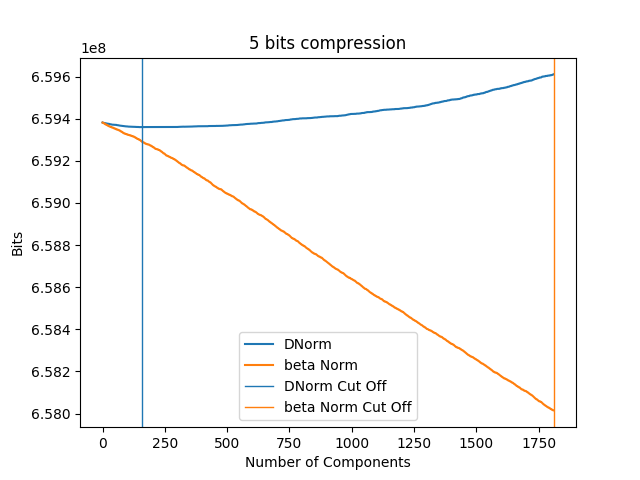 5 bits compression
1e8
6.596
6.594
6.592
6.590
6.588
6.586
6.584
6.582
6.580
Bits
DNorm
beta Norm
DNorm Cut Off
beta Norm Cut Off
0 250 500 750 1000 1250 1500 1750
Number of Components